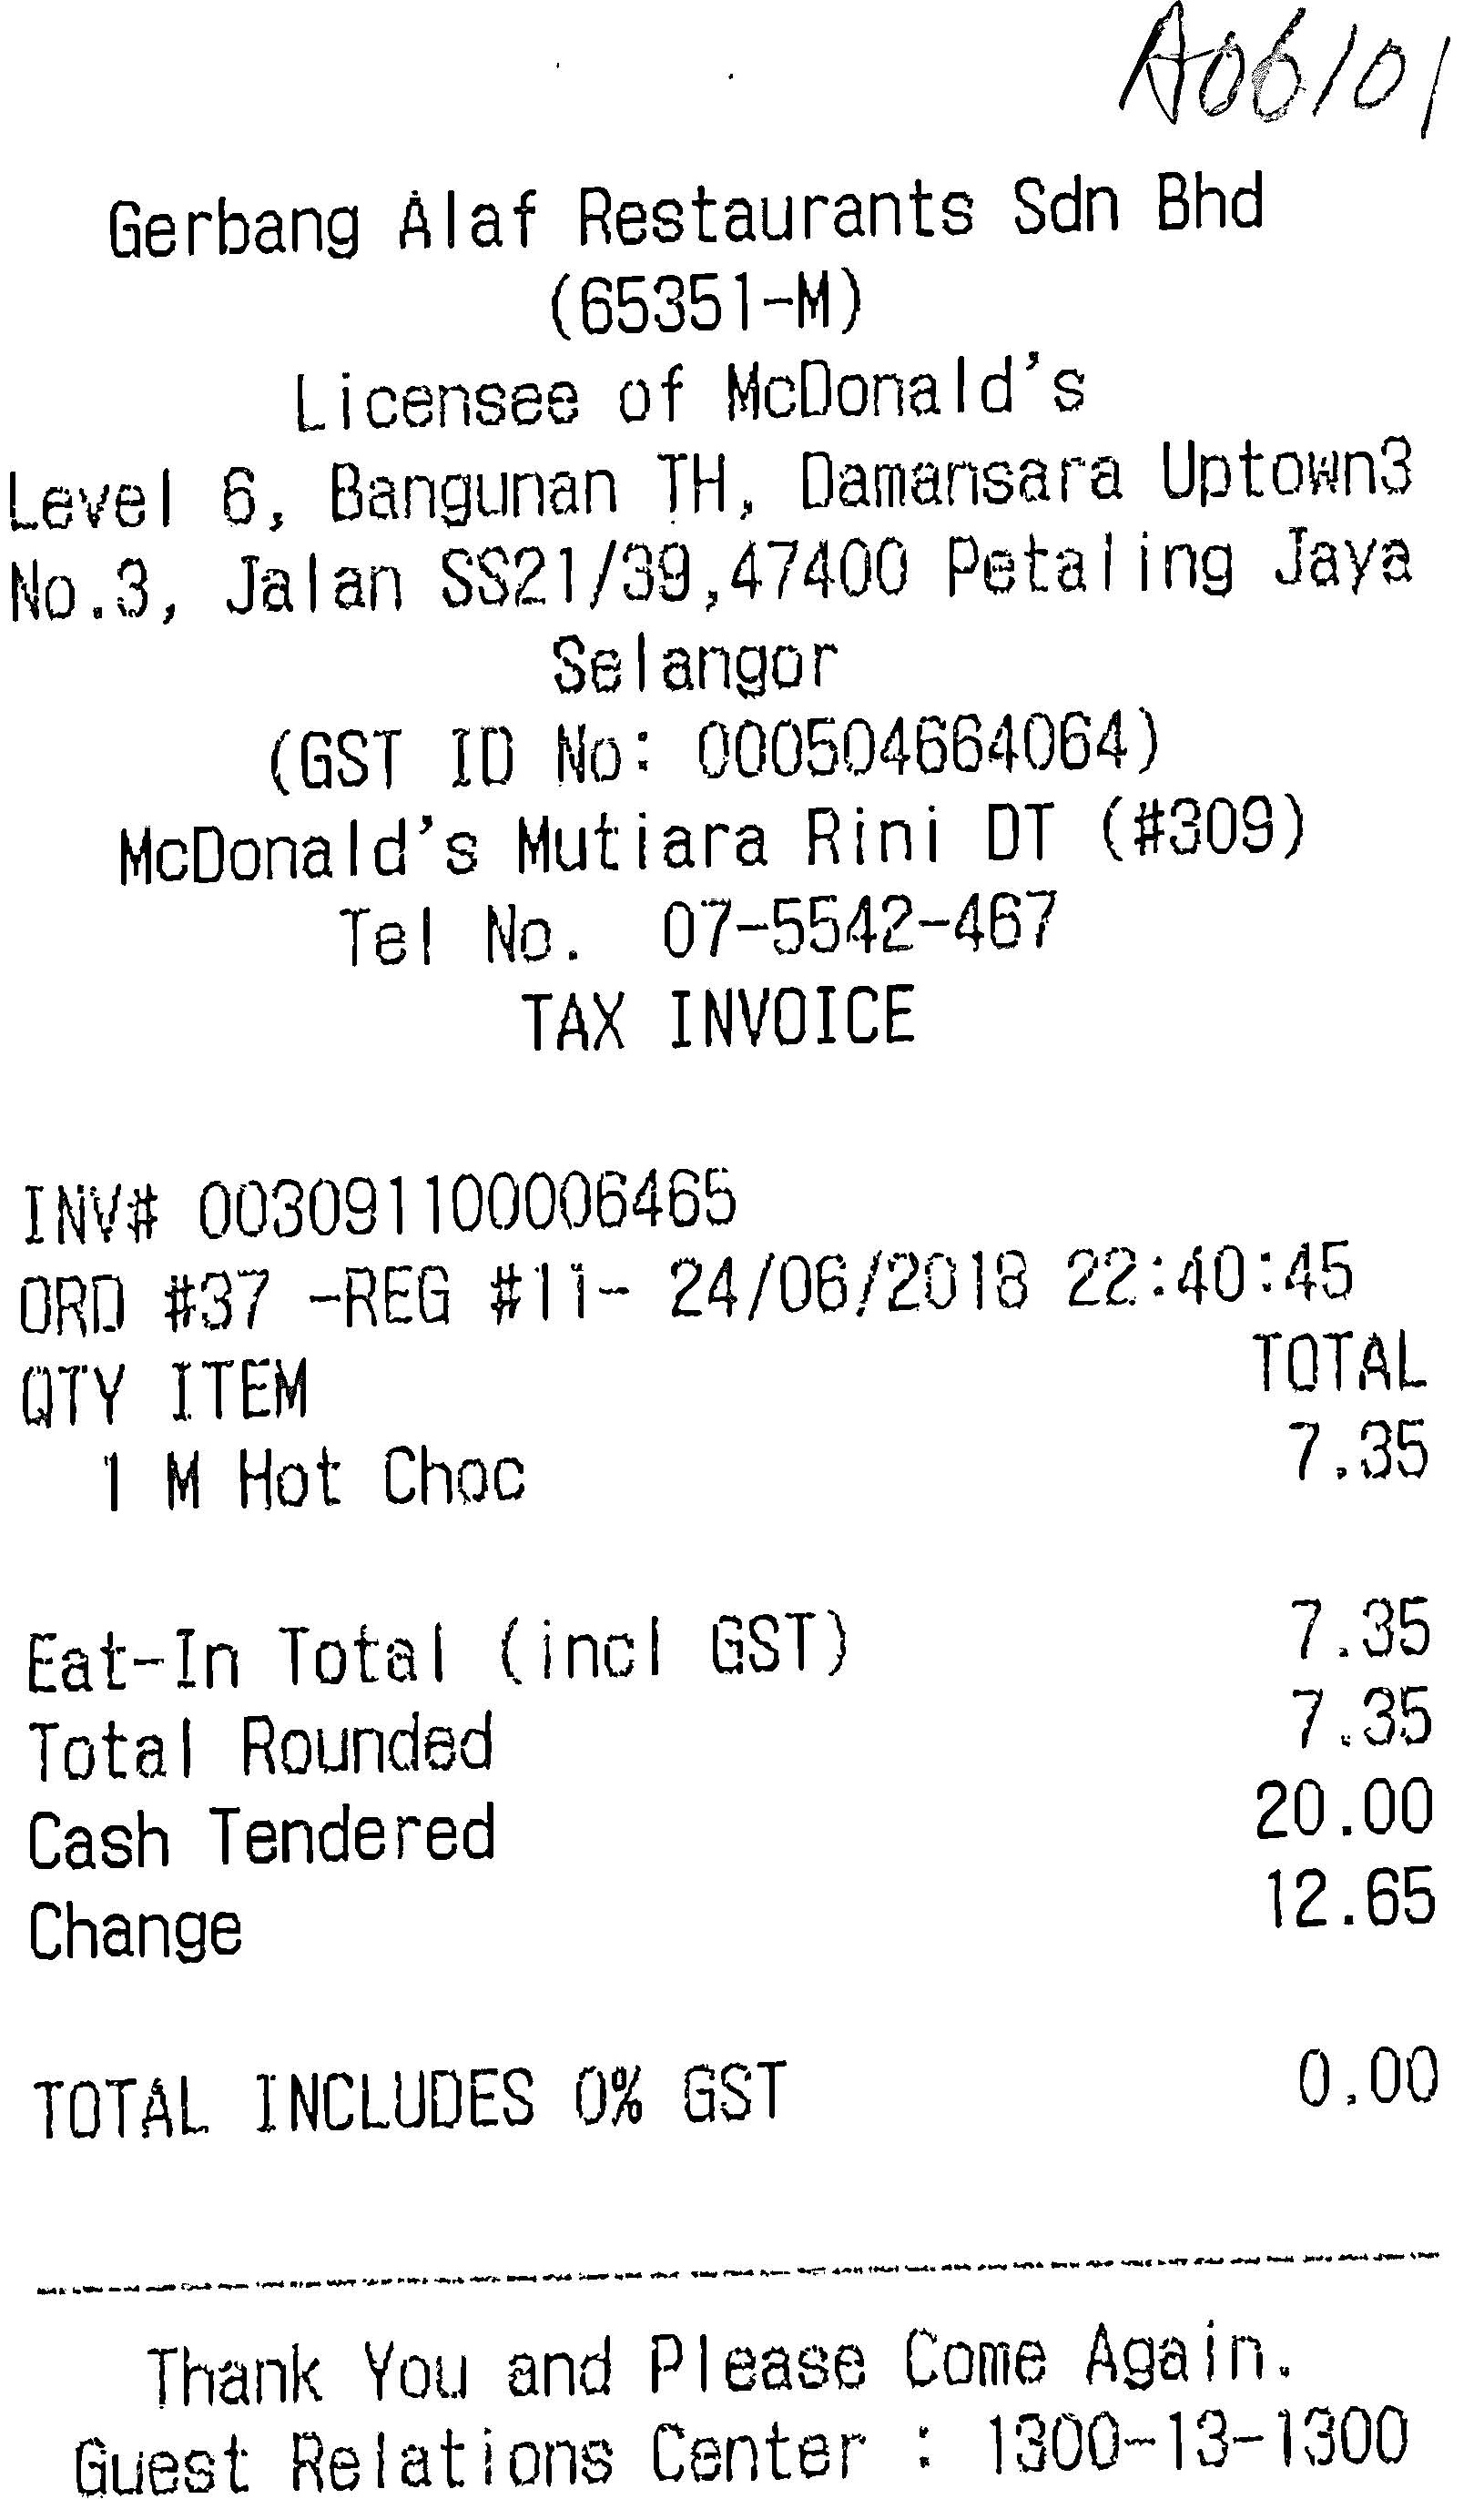 A06101
Gerbang Alaf Restaurants Sdn Bhd
(65351-M)
Licensee of McDonald's
Level 6, Bangunan TH, Damansara Uptown3
No.3, Jalan SS21/39,47400 Petaling Jaya
Selangor
(GST ID No: 000504664064)
McDonald's Mutiara Rini DT (#309)
Tel No. 07-5542-467
TAX INVOICE
INV# 003091100006465
ORD #37 -REG #11- 24/06/2018 22:40:45
QTY ITEM TOTAL
1 M Hot Choc 7.35
Eat-In Total (incl GST) 7.35
Total Rounded 7.35
Cash Tendered 20.00
Change 12.65
TOTAL INCLUDES 0% GST 0.00
Thank You and Please Come Again.
Guest Relations Center : 1300-13-1300